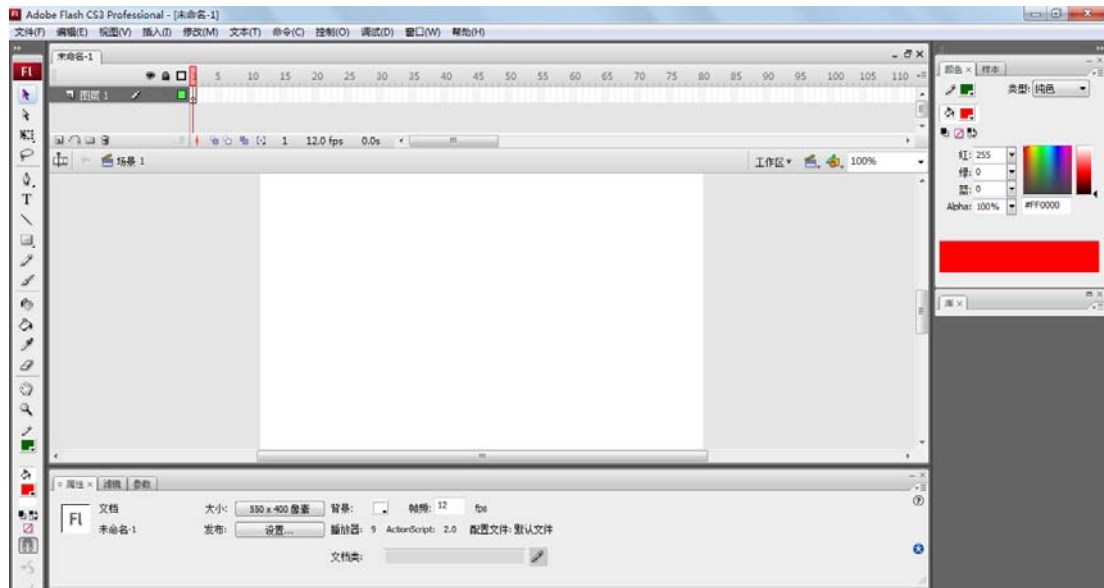 Adobe Flash CS3 Professional - [未命名-1]
文件(F) 编辑(E) 视图(V) 插入(I) 修改(M) 文本(T) 命令(C) 控制(O) 调试(D) 窗口(W) 帮助(H)
未命名-1
Fl
5 10 15 20 25 30 35 40 45 50 55 60 65 70 75 80 85 90 95 100 105 110
图层 1
1 12.0 fps 0.0s
场景 1 工作区 100%
颜色 × 样本
类型: 纯色
红: 255
绿: 0
蓝: 0
Alpha: 100% #FF0000
库 ×
属性 × 滤镜 参数
Fl 文档 大小: 550 x 400 像素 背景: 帧频: 12 fps
未命名-1 发布: 设置... 播放器: 9 ActionScript: 2.0 配置文件: 默认文件
文档类: